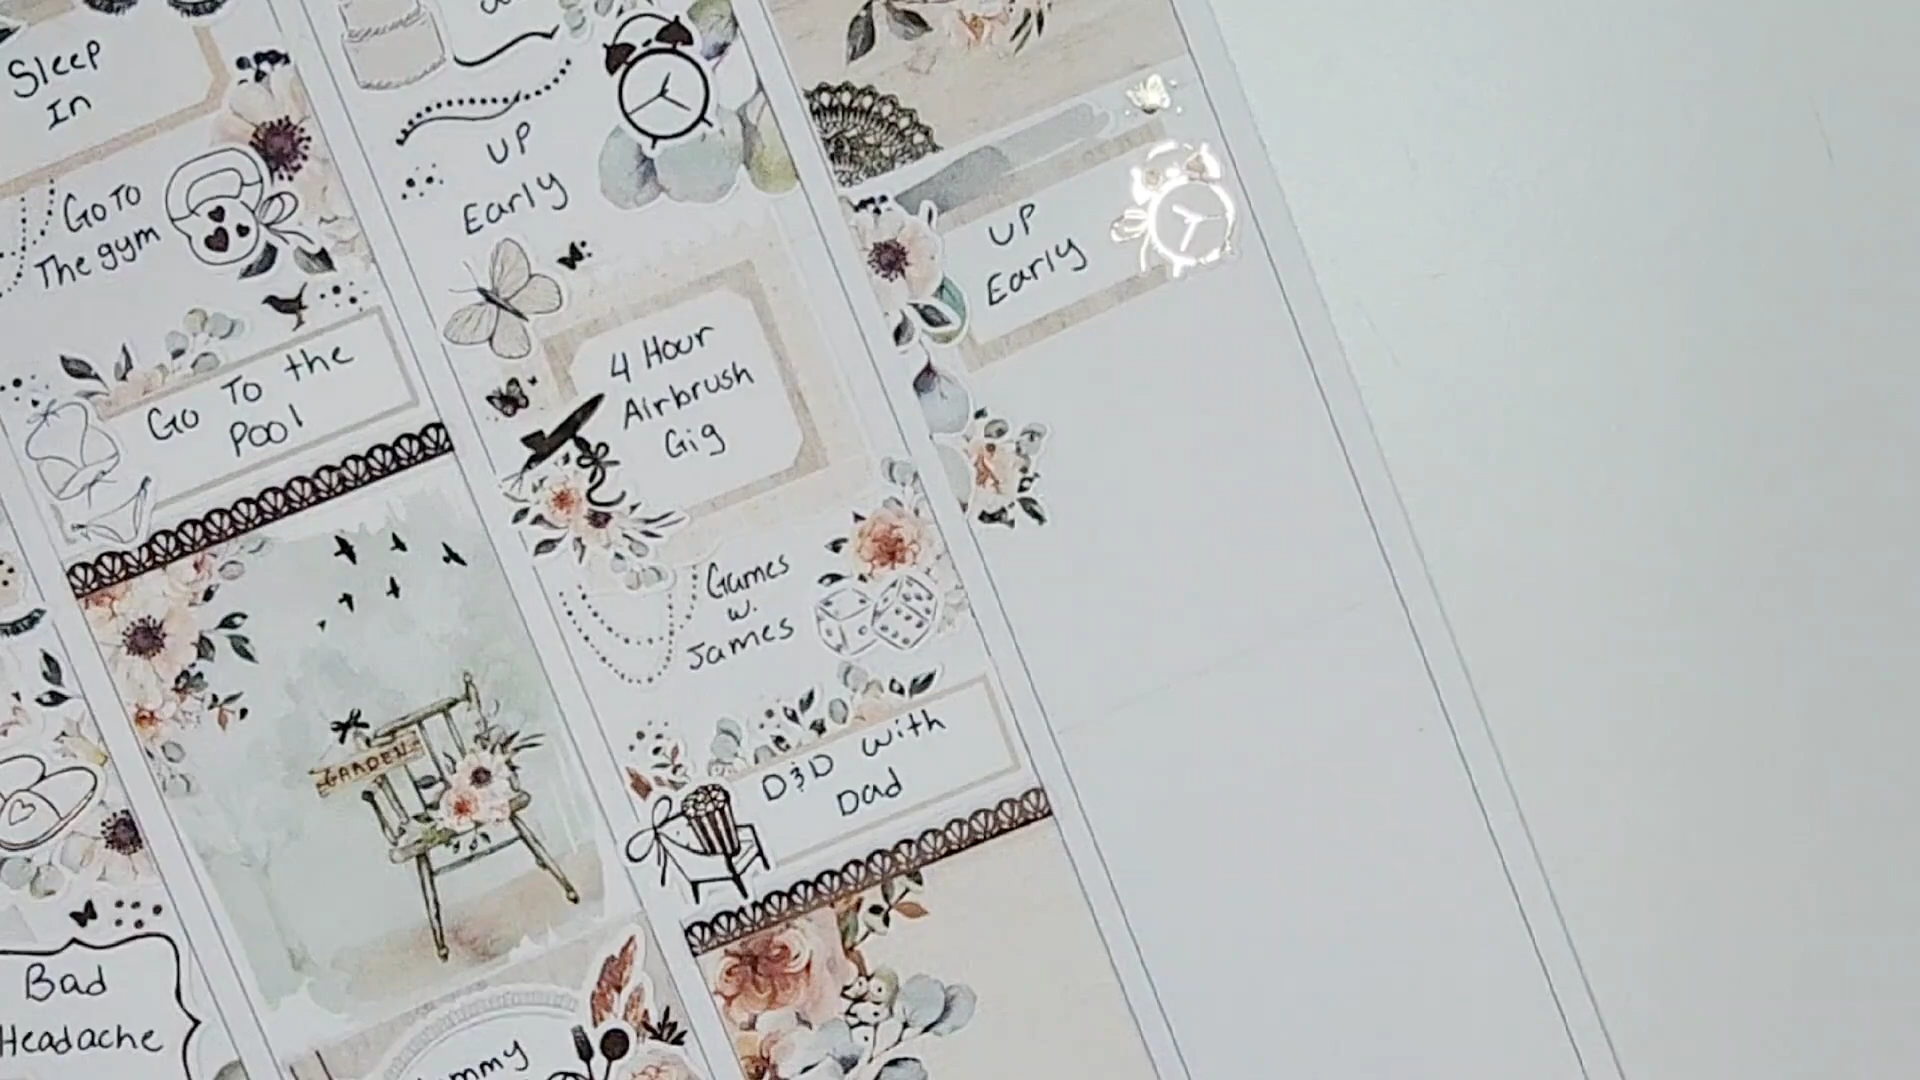 Sleep
In
Go To
The gym
Go To the
Pool
GARDEN
Bad
Headache
UP
Early
4 Hour
Airbrush
Gig
Games
w.
James
D&D with
Dad
UP
Early